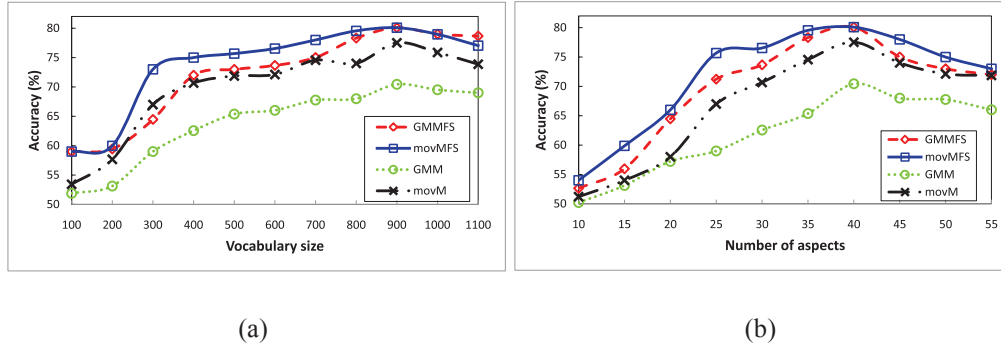 Accuracy (%)
80
75
70
65
60
55
50
100 200 300 400 500 600 700 800 900 1000 1100
Vocabulary size
GMMFS
movMFS
GMM
movM
(a)
Accuracy (%)
80
75
70
65
60
55
50
10 15 20 25 30 35 40 45 50 55
Number of aspects
GMMFS
movMFS
GMM
movM
(b)